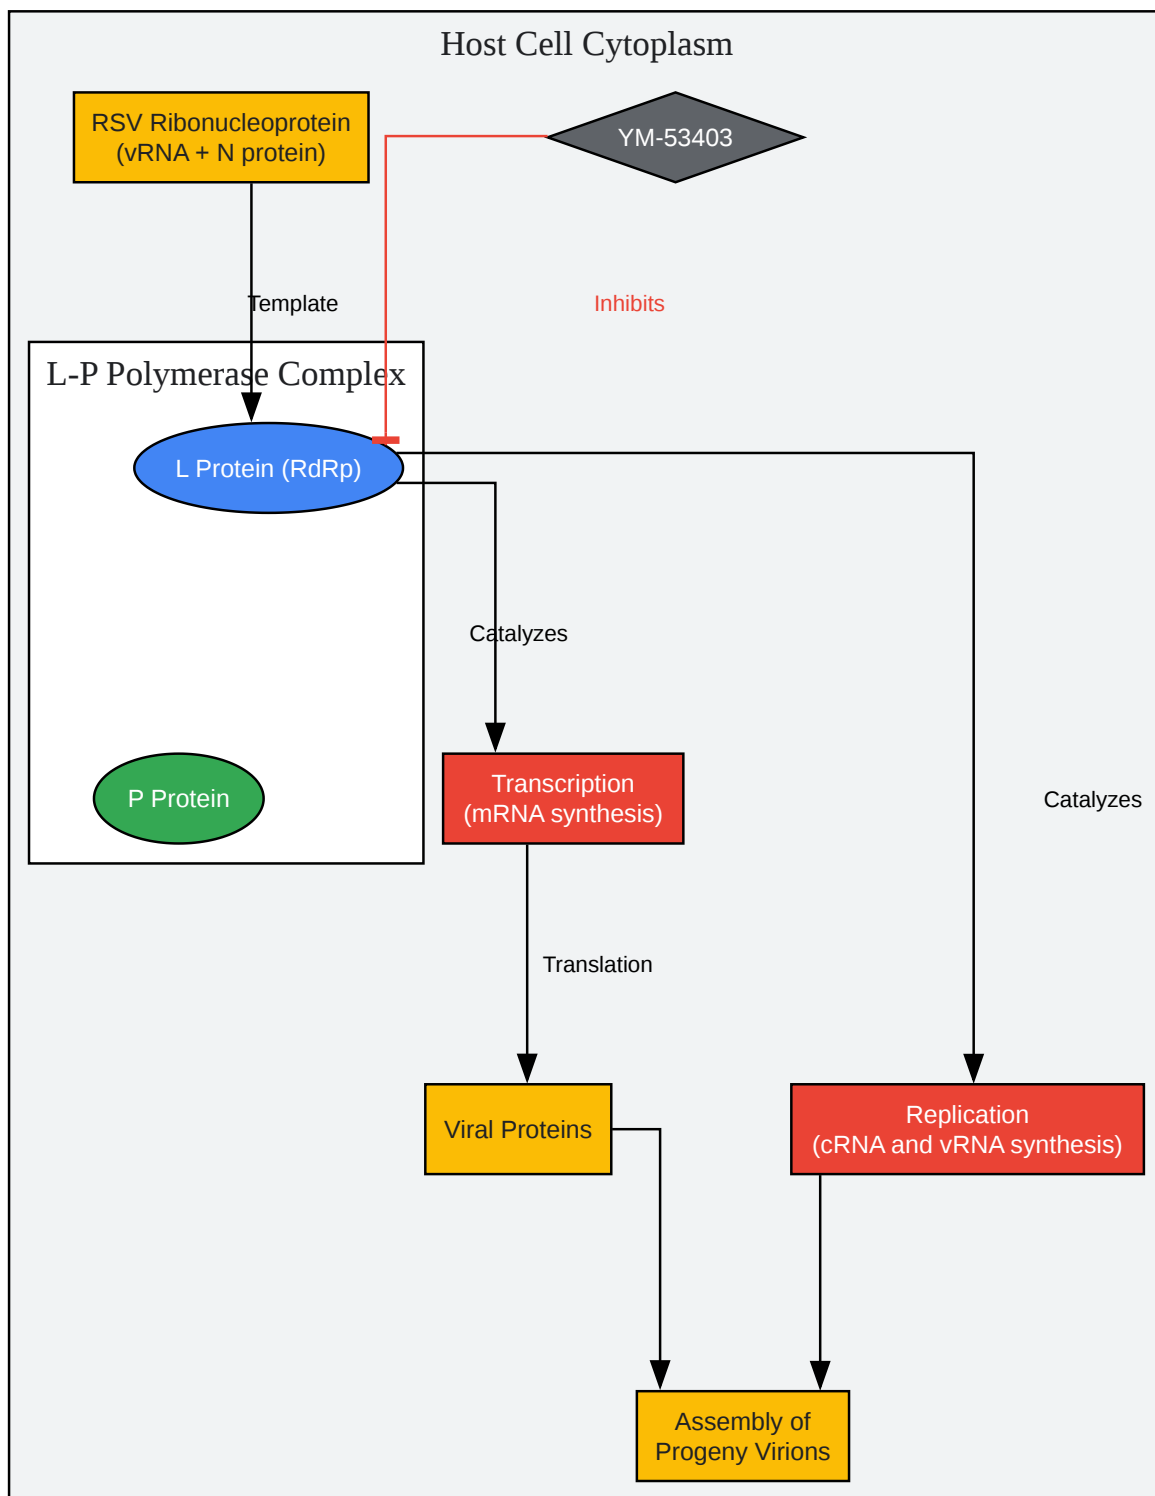 Host Cell Cytoplasm
RSV Ribonucleoprotein
(vRNA + N protein)
YM-53403
Template
Inhibits
L-P Polymerase Complex
L Protein (RdRp)
Catalyzes
P Protein
Transcription
(mRNA synthesis)
Catalyzes
Translation
Viral Proteins
Replication
(cRNA and vRNA synthesis)
Assembly of
Progeny Virions